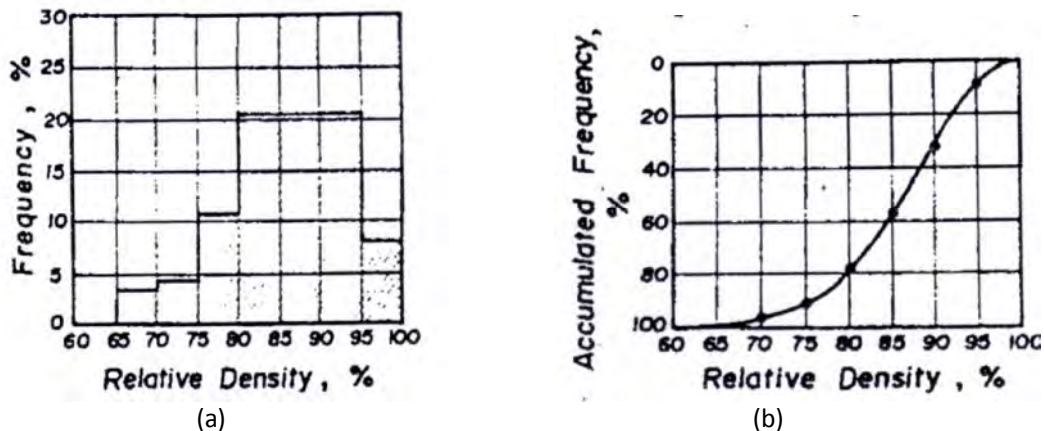 30
25
20
15
10
5
0
60 65 70 75 80 85 90 95 100
Frequency, %
Relative Density, %
(a)
0
20
40
60
80
100
60 65 70 75 80 85 90 95 100
Accumulated Frequency, %
Relative Density, %
(b)